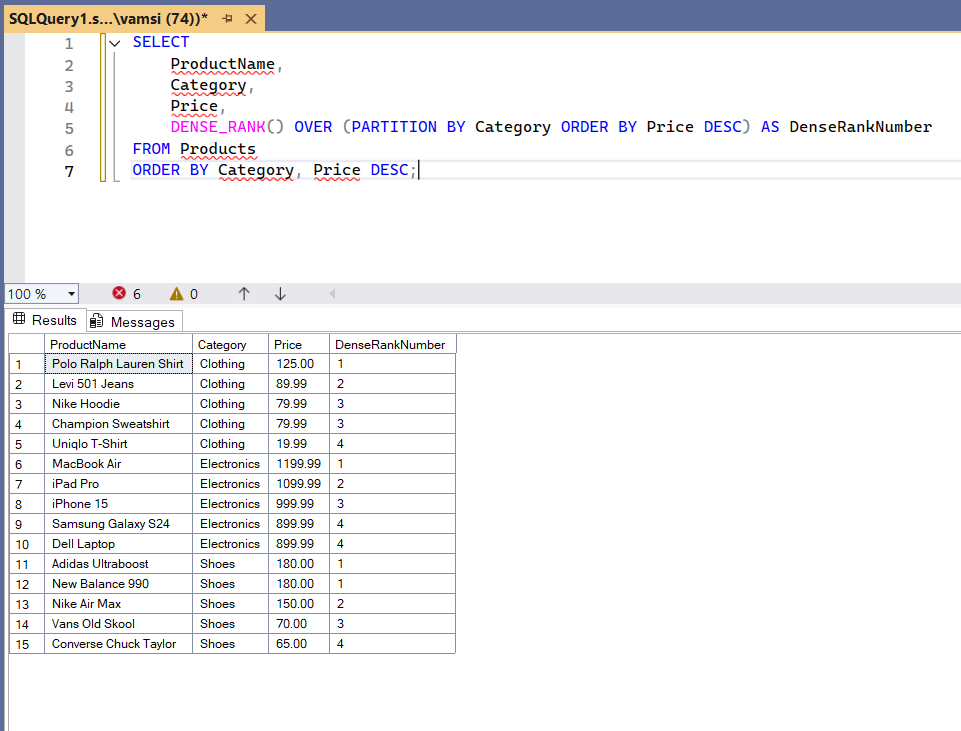 SQLQuery1.s...\vamsi (74))*
1 SELECT
2 ProductName,
3 Category,
4 Price,
5 DENSE_RANK() OVER (PARTITION BY Category ORDER BY Price DESC) AS DenseRankNumber
6 FROM Products
7 ORDER BY Category, Price DESC;
100 % 6 0
Results Messages
ProductName Category Price DenseRankNumber
1 Polo Ralph Lauren Shirt Clothing 125.00 1
2 Levi 501 Jeans Clothing 89.99 2
3 Nike Hoodie Clothing 79.99 3
4 Champion Sweatshirt Clothing 79.99 3
5 Uniqlo T-Shirt Clothing 19.99 4
6 MacBook Air Electronics 1199.99 1
7 iPad Pro Electronics 1099.99 2
8 iPhone 15 Electronics 999.99 3
9 Samsung Galaxy S24 Electronics 899.99 4
10 Dell Laptop Electronics 899.99 4
11 Adidas Ultraboost Shoes 180.00 1
12 New Balance 990 Shoes 180.00 1
13 Nike Air Max Shoes 150.00 2
14 Vans Old Skool Shoes 70.00 3
15 Converse Chuck Taylor Shoes 65.00 4